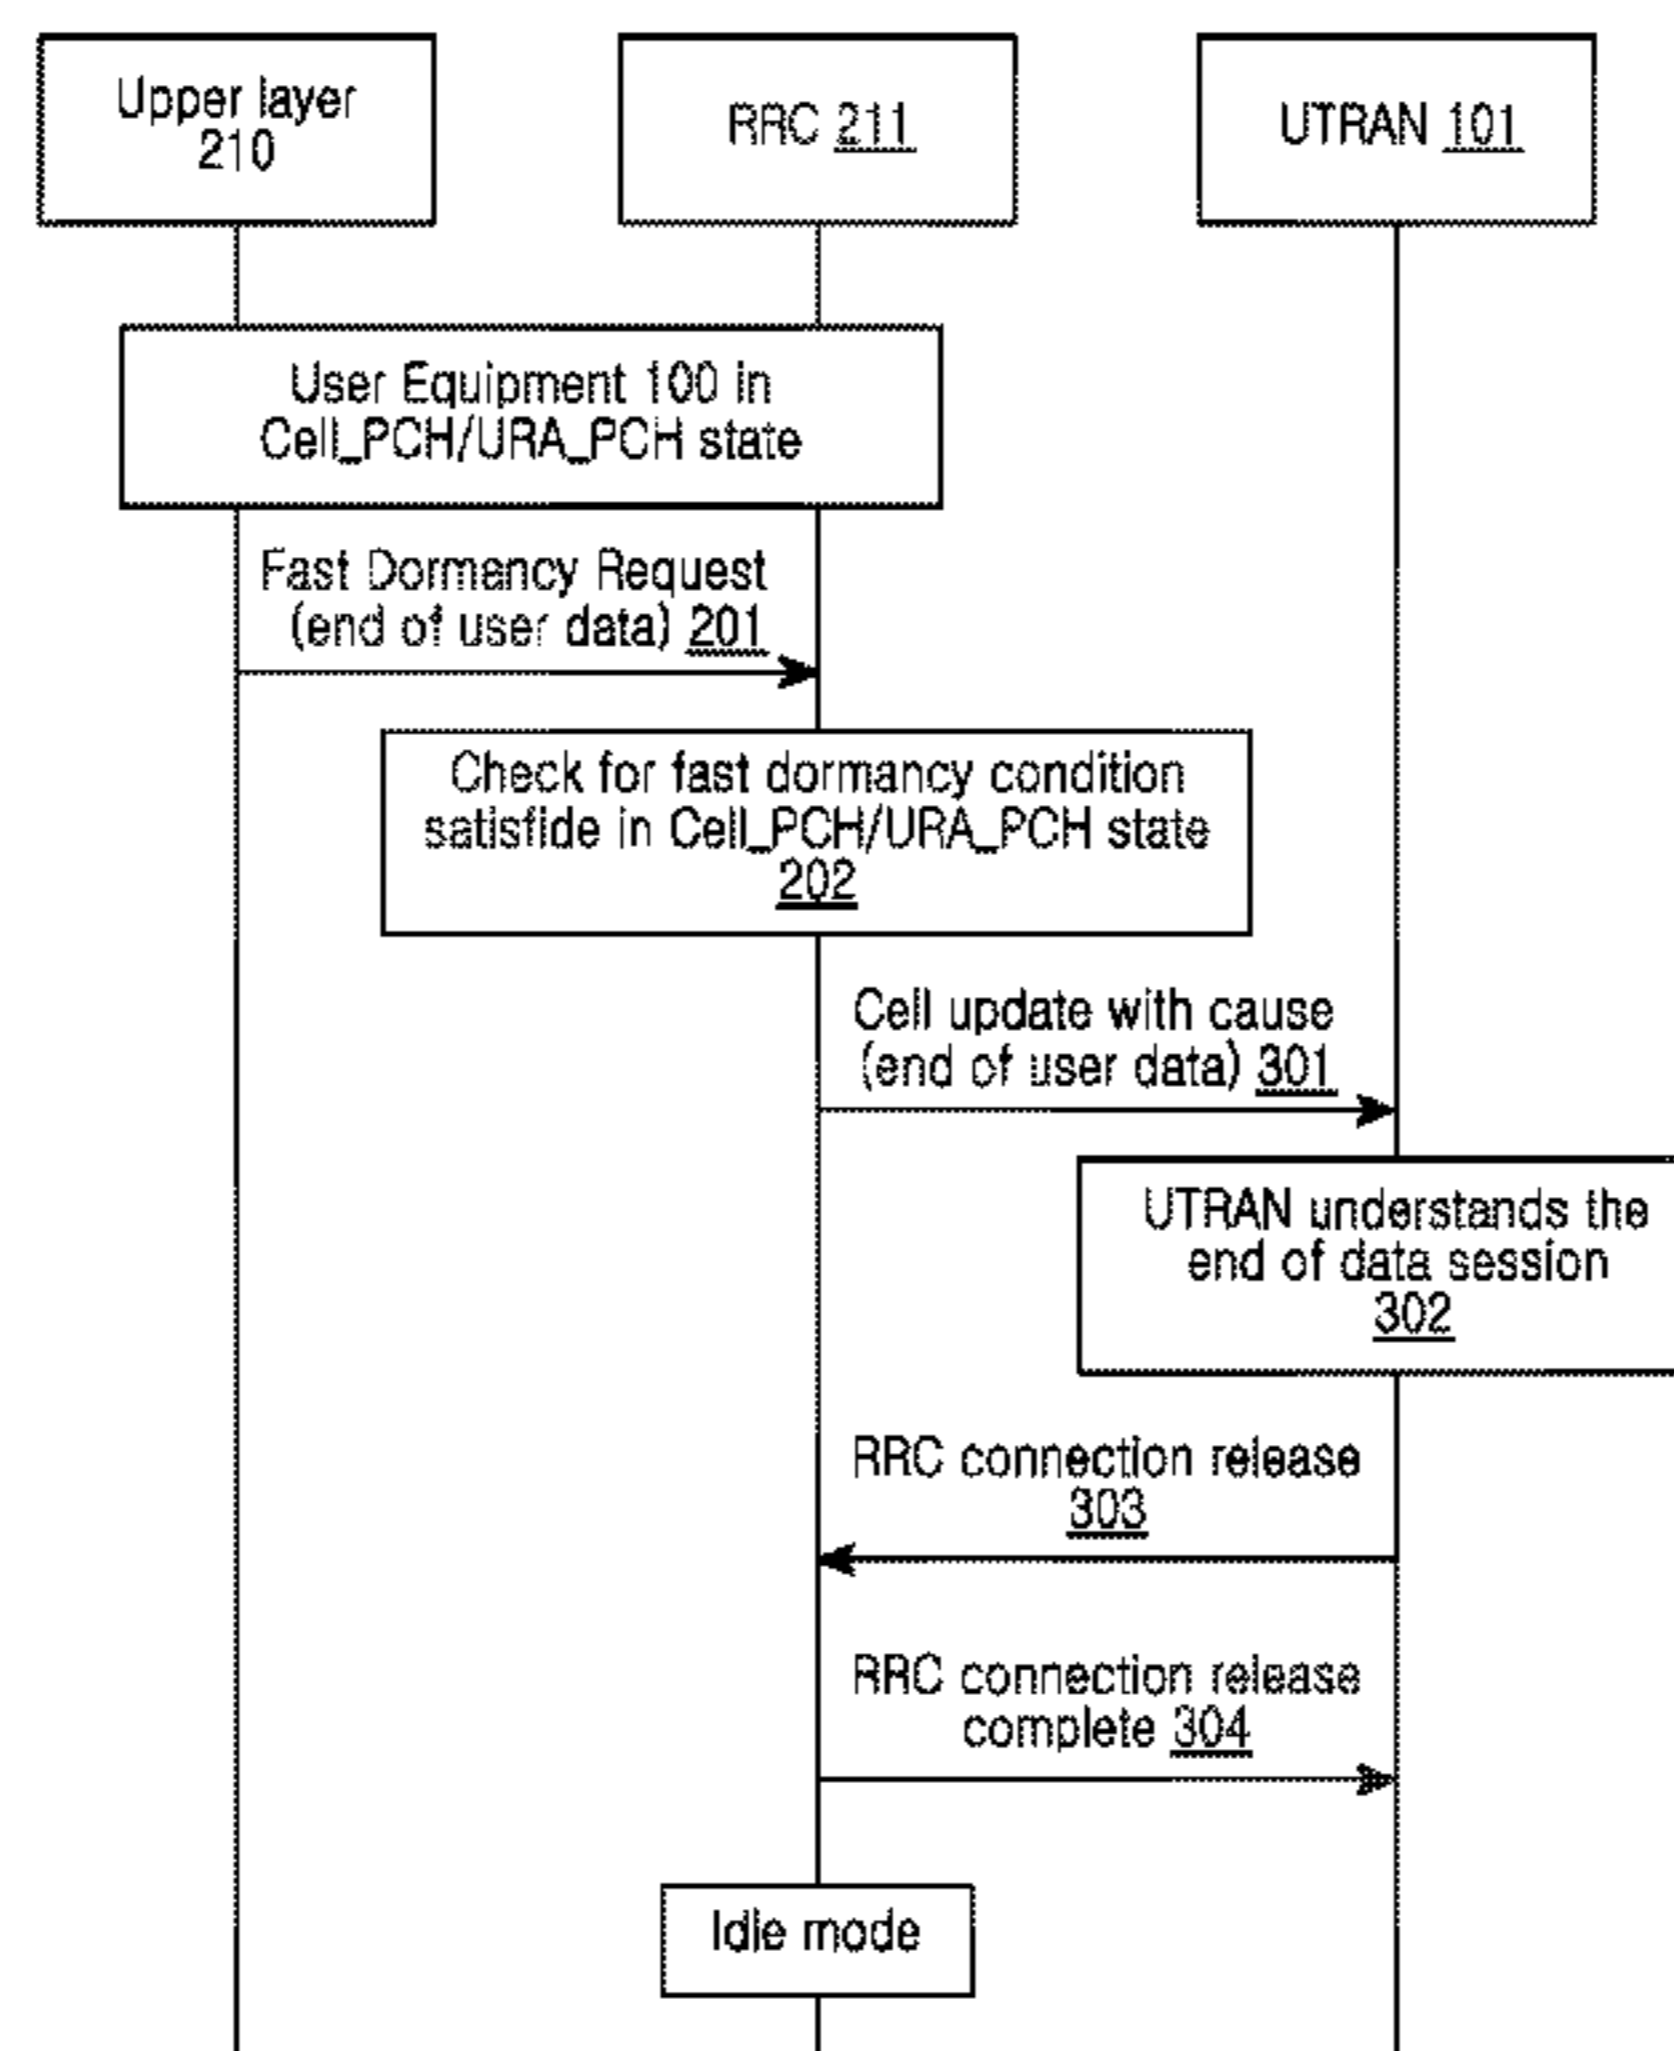 Upper layer
210
RRC 211
UTRAN 101
User Equipment 100 in
Cell_PCH/URA_PCH state
Fast Dormency Request
(end of user data) 201
Check for fast dormancy condition
satisfide in Cell_PCH/URA_PCH state
202
Cell update with cause
(end of user data) 301
UTRAN understands the
end of data session
302
RRC connection release
303
RRC connection release
complete 304
Idle mode